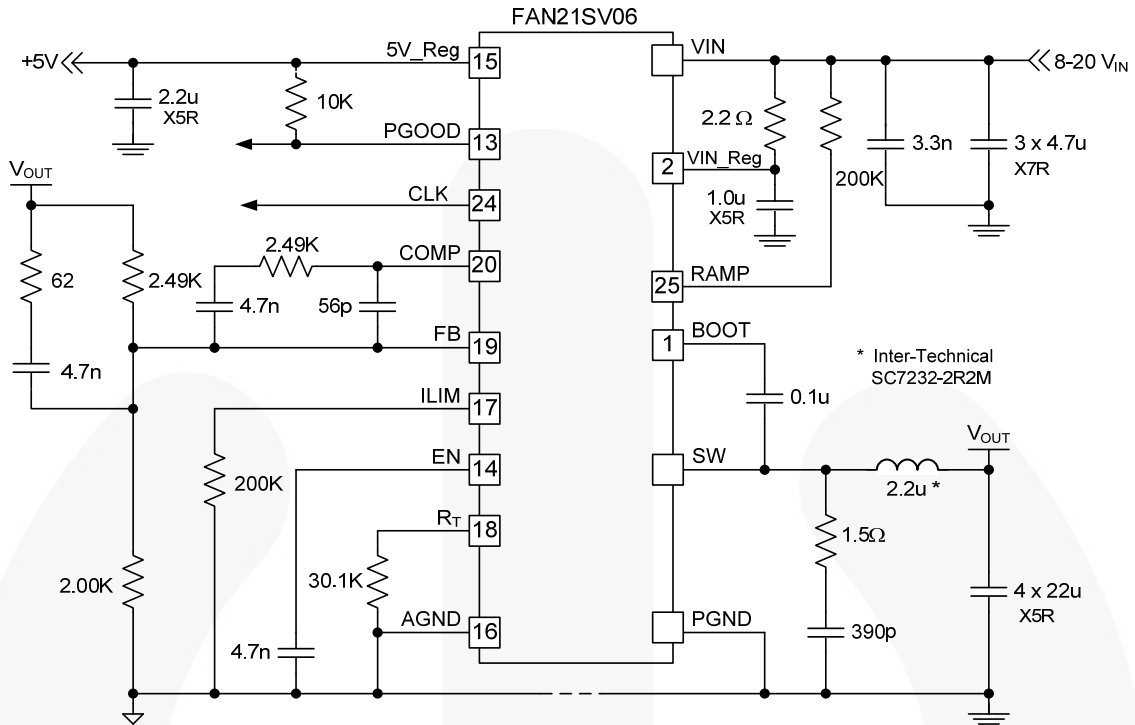 FAN21SV06
+5V
5V_Reg
15
2.2u
X5R
10K
PGOOD
13
CLK
24
VOUT
62
2.49K
2.49K
COMP
20
4.7n
56p
FB
19
4.7n
ILIM
17
200K
EN
14
RT
18
30.1K
2.00K
AGND
16
4.7n
VIN
8-20 VIN
2.2 Ω
200K
3.3n
3 x 4.7u
X7R
2
VIN_Reg
1.0u
X5R
25
RAMP
1
BOOT
0.1u
* Inter-Technical
SC7232-2R2M
SW
VOUT
2.2u *
1.5Ω
390p
4 x 22u
X5R
PGND